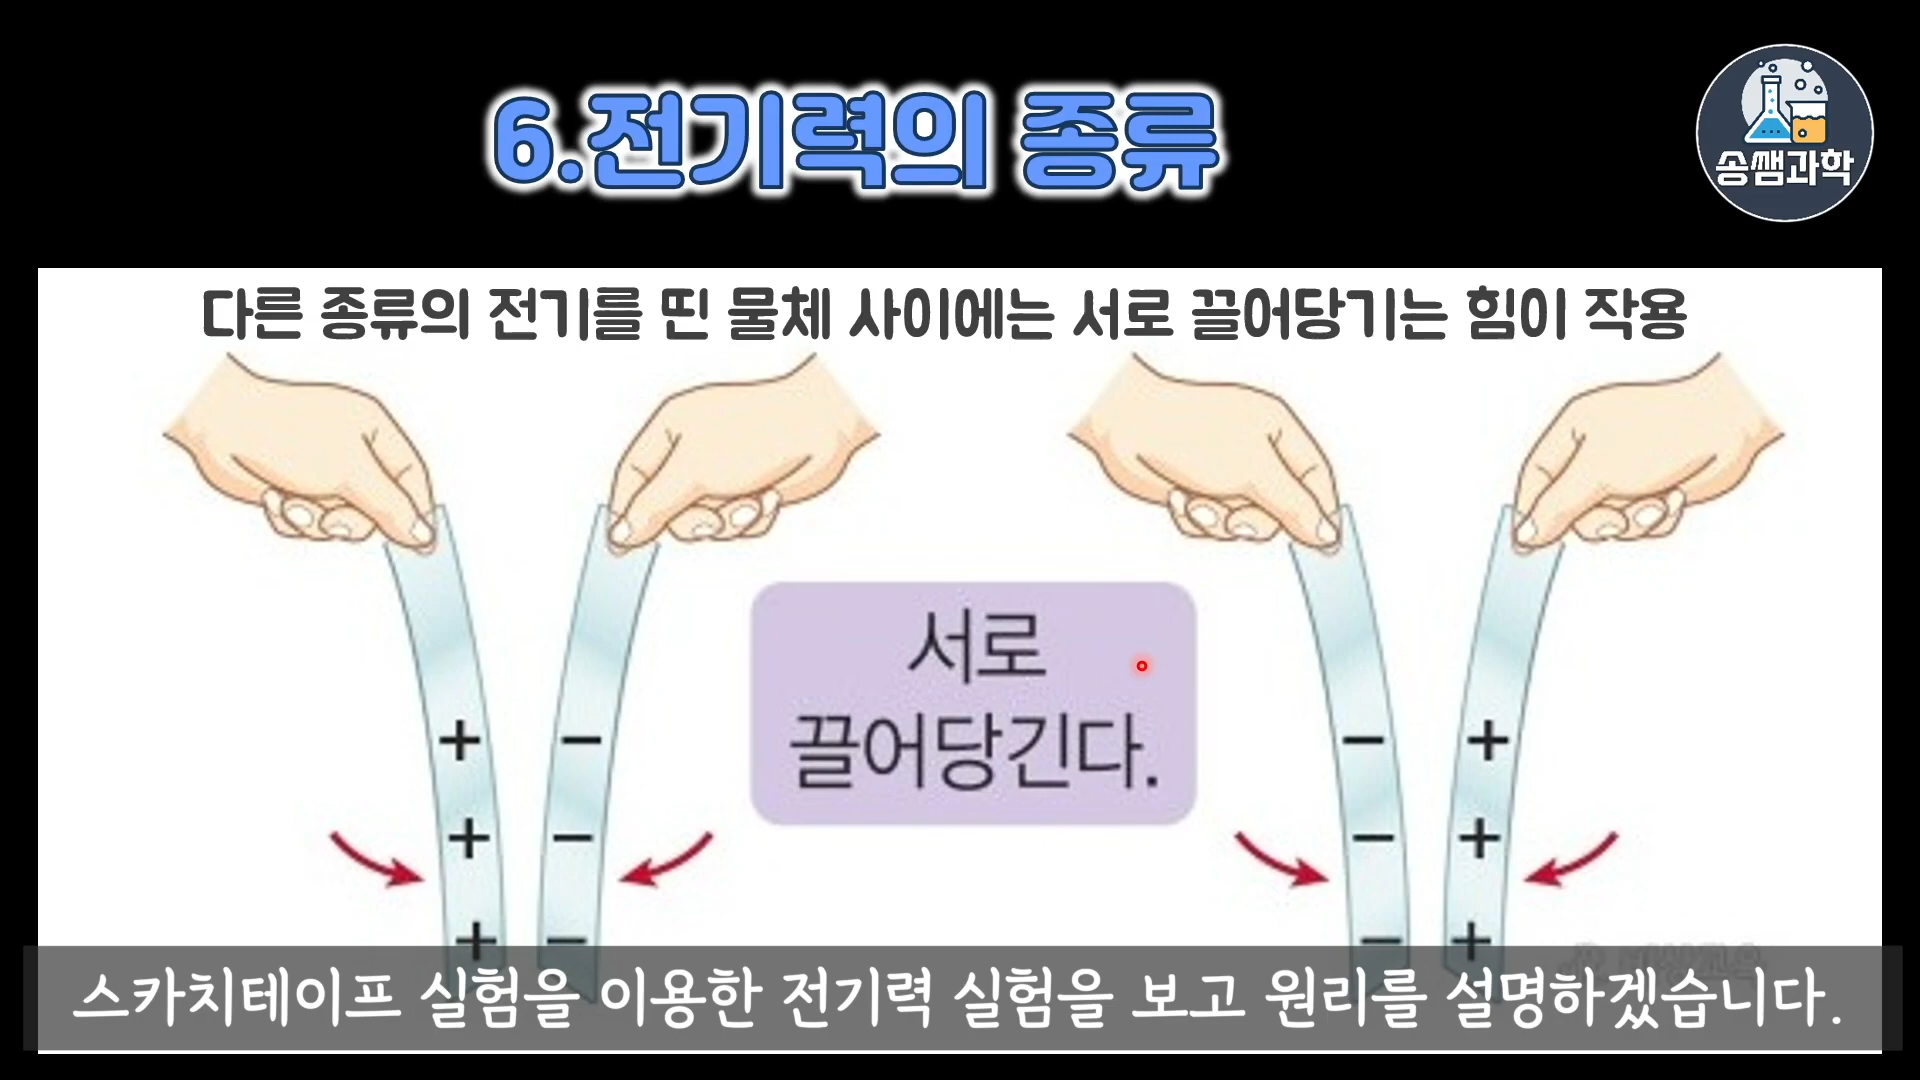 6.전기력의 종류
송쌤과학
다른 종류의 전기를 띤 물체 사이에는 서로 끌어당기는 힘이 작용
서로
끌어당긴다.
+ − − +
+ − − +
+ − − +
스카치테이프 실험을 이용한 전기력 실험을 보고 원리를 설명하겠습니다.